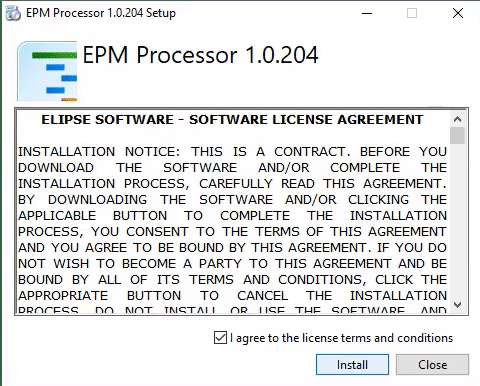 EPM Processor 1.0.204 Setup
EPM Processor 1.0.204
ELIPSE SOFTWARE - SOFTWARE LICENSE AGREEMENT
INSTALLATION NOTICE: THIS IS A CONTRACT. BEFORE YOU
DOWNLOAD THE SOFTWARE AND/OR COMPLETE THE
INSTALLATION PROCESS, CAREFULLY READ THIS AGREEMENT.
BY DOWNLOADING THE SOFTWARE AND/OR CLICKING THE
APPLICABLE BUTTON TO COMPLETE THE INSTALLATION
PROCESS, YOU CONSENT TO THE TERMS OF THIS AGREEMENT
AND YOU AGREE TO BE BOUND BY THIS AGREEMENT. IF YOU DO
NOT WISH TO BECOME A PARTY TO THIS AGREEMENT AND BE
BOUND BY ALL OF ITS TERMS AND CONDITIONS, CLICK THE
APPROPRIATE BUTTON TO CANCEL THE INSTALLATION
PROCESS, DO NOT INSTALL OR USE THE SOFTWARE, AND
I agree to the license terms and conditions
Install
Close